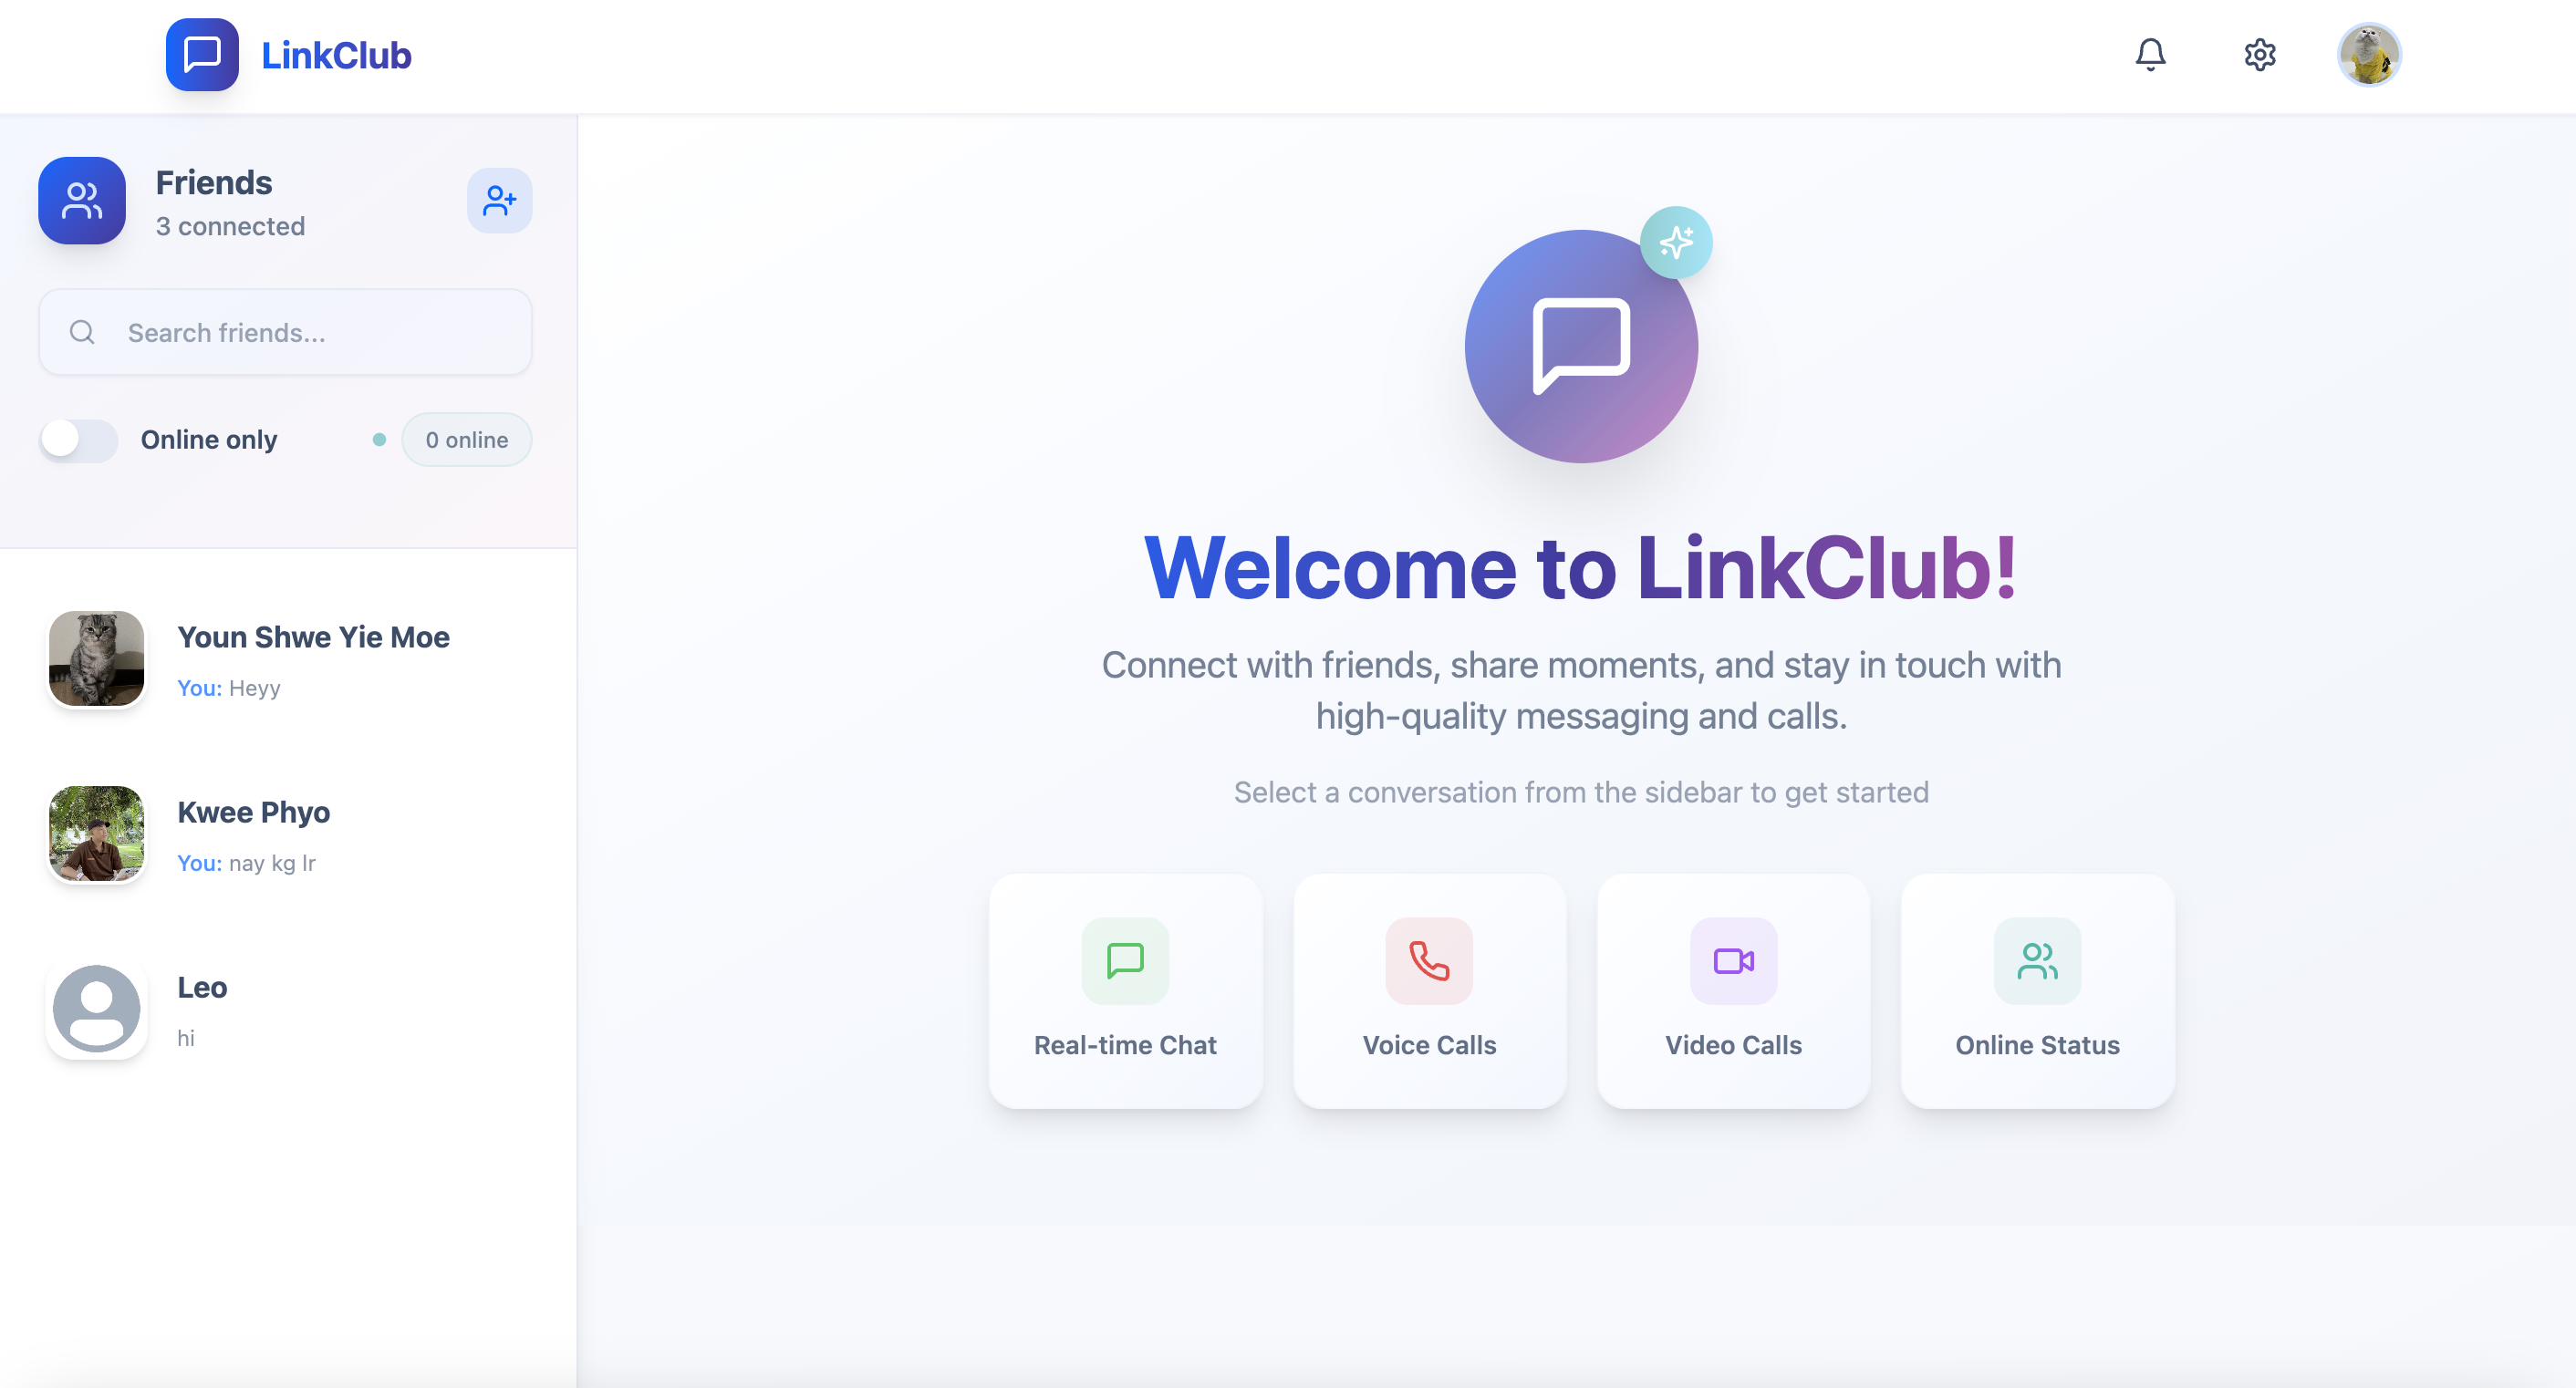 LinkClub
Friends
3 connected
Search friends...
Online only
0 online
Youn Shwe Yie Moe
You: Heyy
Kwee Phyo
You: nay kg lr
Leo
hi
Welcome to LinkClub!
Connect with friends, share moments, and stay in touch with
high-quality messaging and calls.
Select a conversation from the sidebar to get started
Real-time Chat
Voice Calls
Video Calls
Online Status